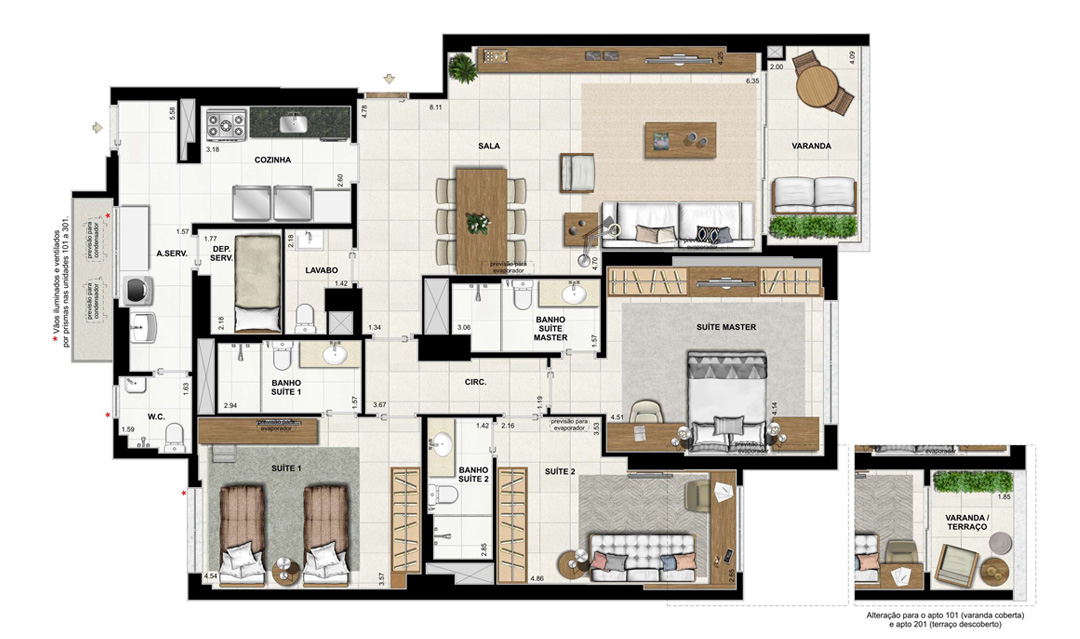 4.25
2.00
4.09
6.35
5.58
4.78
8.11
3.18
COZINHA
SALA
VARANDA
2.60
* Vãos iluminados e ventilados
por prismas nas unidades 101 a 301.
previsão para
condensador
previsão para
condensador
1.57
A.SERV.
1.77
DEP.
SERV.
2.18
2.18
LAVABO
1.42
previsão para
evaporador
4.70
previsão para
evaporador
1.34
3.06
BANHO
SUÍTE
MASTER
1.57
SUÍTE MASTER
BANHO
SUÍTE 1
2.94
1.57
3.67
CIRC.
1.19
1.63
W.C.
1.59
4.51
4.14
previsão para
evaporador
previsão para
evaporador
1.42
2.16
previsão para
evaporador
3.53
SUÍTE 1
BANHO
SUÍTE 2
SUÍTE 2
4.54
3.57
2.85
4.86
2.65
1.85
VARANDA /
TERRAÇO
Alteração para o apto 101 (varanda coberta)
e apto 201 (terraço descoberto)